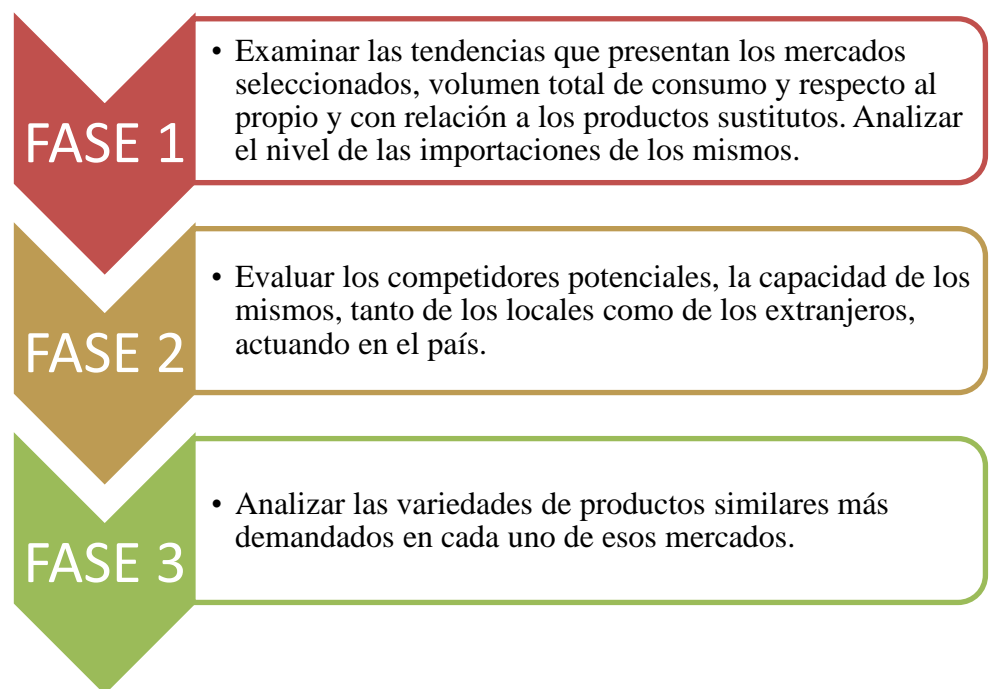 FASE 1
• Examinar las tendencias que presentan los mercados
seleccionados, volumen total de consumo y respecto al
propio y con relación a los productos sustitutos. Analizar
el nivel de las importaciones de los mismos.
FASE 2
• Evaluar los competidores potenciales, la capacidad de los
mismos, tanto de los locales como de los extranjeros,
actuando en el país.
FASE 3
• Analizar las variedades de productos similares más
demandados en cada uno de esos mercados.